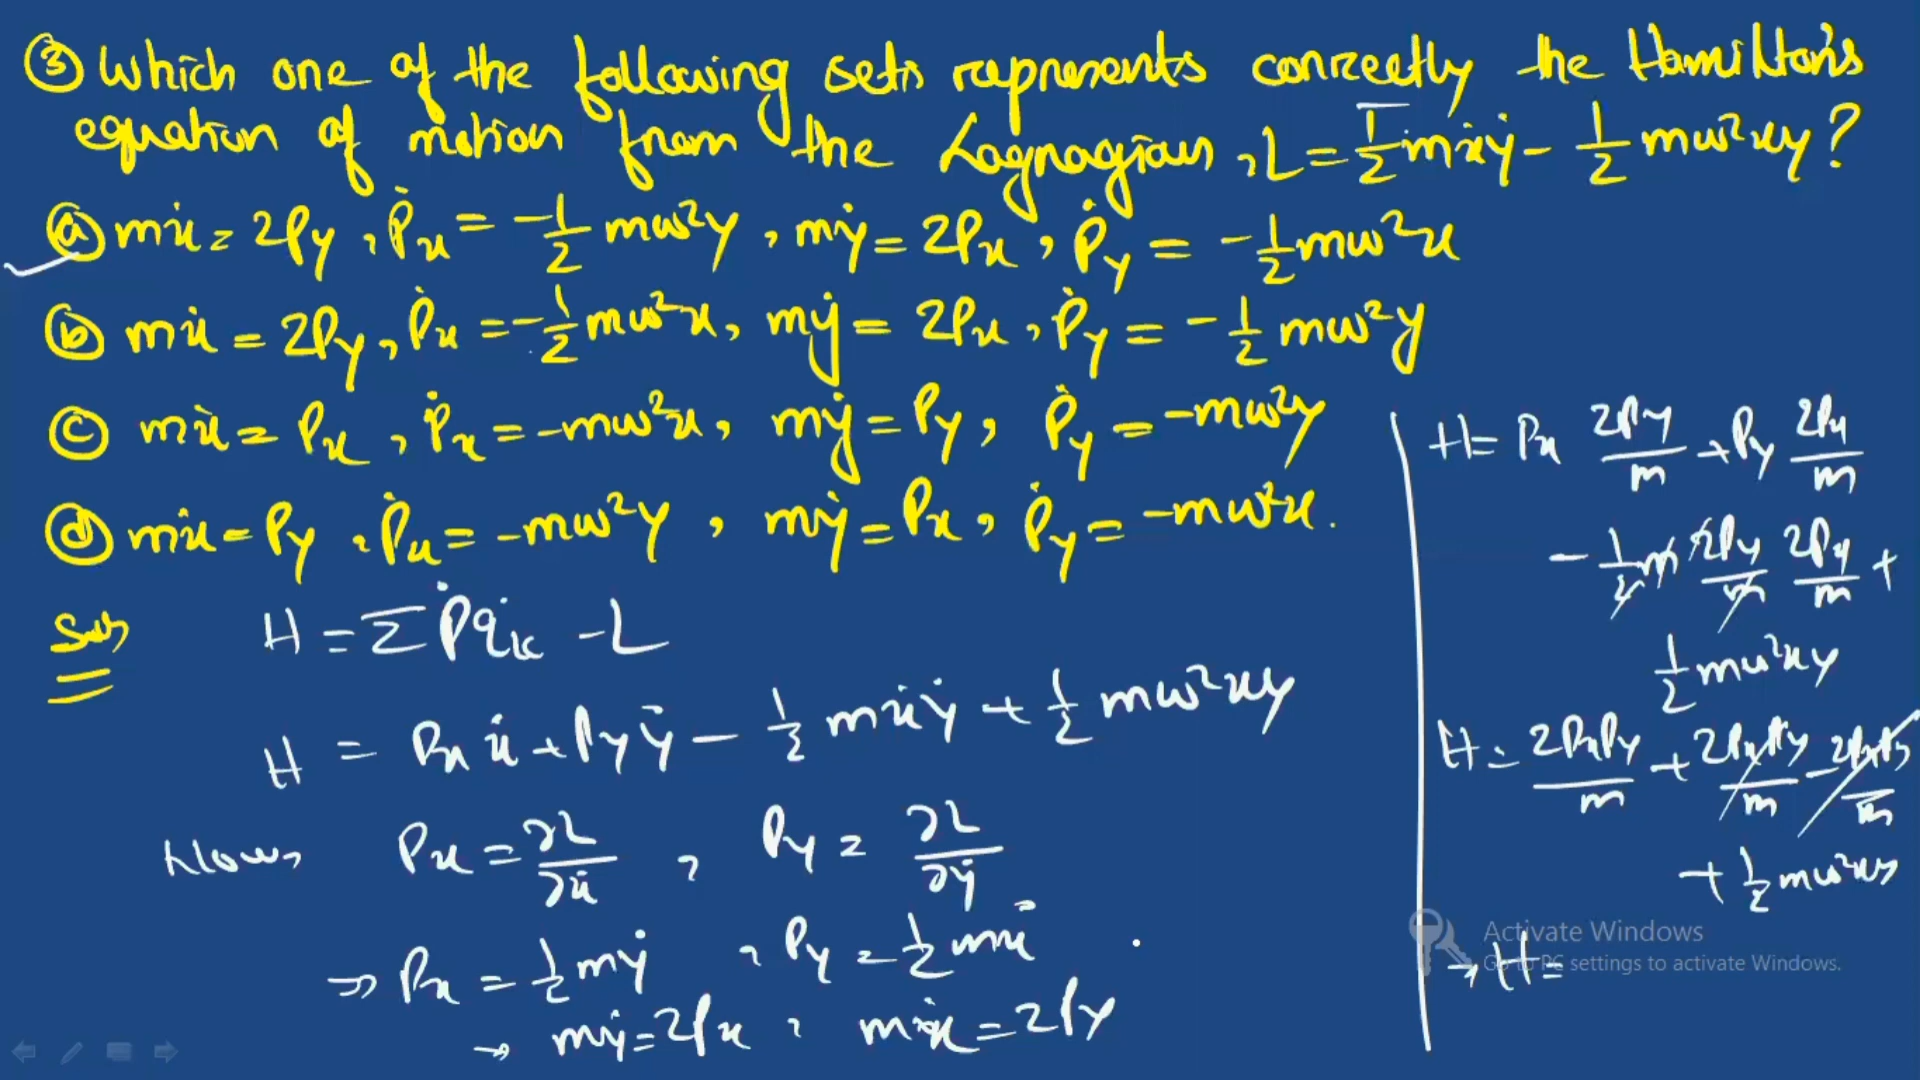 ③ Which one of the following sets represents correctly the Hamilton's
equation of motion from the Lagrangian, L = 1/2 mẋẏ - 1/2 mω²xy?
ⓐ mẋ = 2Py, Ṗx = -1/2 mω²y, mẏ = 2Px, Ṗy = -1/2 mω²x
ⓑ mẋ = 2Py, Ṗx = -1/2 mω²x, mẏ = 2Px, Ṗy = -1/2 mω²y
ⓒ mẋ = Px, Ṗx = -mω²x, mẏ = Py, Ṗy = -mω²y
ⓓ mẋ = Py, Ṗx = -mω²y, mẏ = Px, Ṗy = -mω²x.
H = Σ Ṗq̇k - L
H = Px ẋ + Py ẏ - 1/2 mẋẏ + 1/2 mω²xy
Now, Px = ∂L/∂ẋ, Py = ∂L/∂ẏ
→ Px = 1/2 mẏ, Py = 1/2 mẋ
→ mẏ = 2Px, mẋ = 2Py
H = Px 2Py/m + Py 2Px/m
- 1/2 m 2Py/m 2Px/m +
1/2 mω²xy
H = 2PxPy/m + 2PxPy/m - 2PxPy/m
+ 1/2 mω²xy
→ H =
Activate Windows
Go to PC settings to activate Windows.